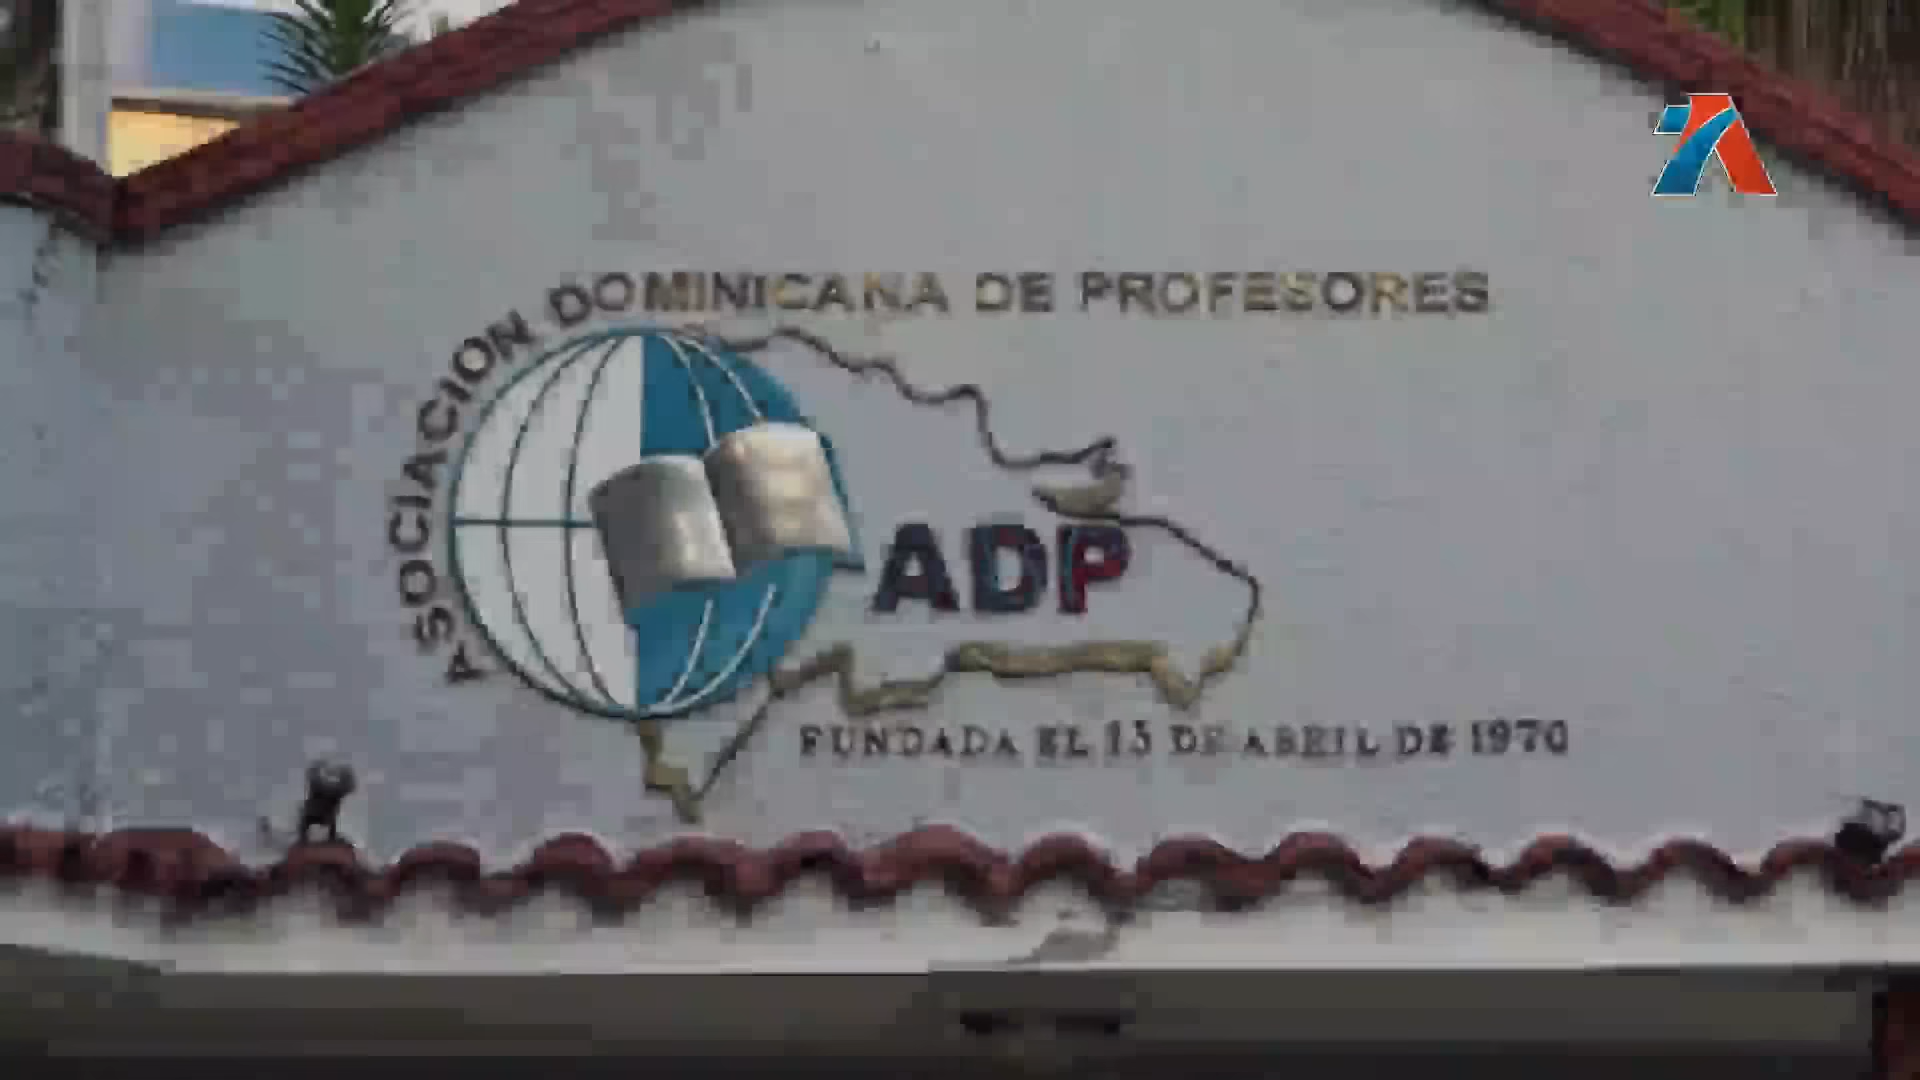 ASOCIACION DOMINICANA DE PROFESORES
ADP
FUNDADA EL 13 DE ABRIL DE 1970